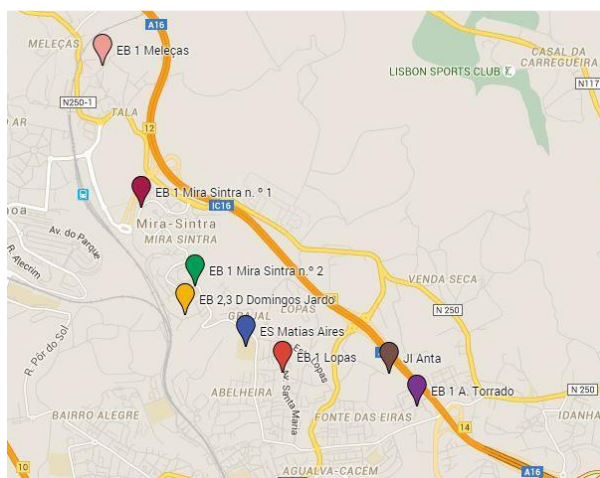 A16
MELEÇAS
EB 1 Meleças
CASAL DA
CARREGUEIRA
LISBON SPORTS CLUB
N117
N250-1
TALA
AR
12
EB 1 Mira Sintra n. º 1
IC16
Mira-Sintra
MIRA SINTRA
Av. do Parque
R. Alecrim
EB 1 Mira Sintra n.º 2
VENDA SECA
EB 2,3 D Domingos Jardo
LOPAS
N 250
GRAJAL
ES Matias Aires
R. Pôr do Sol
EB 1 Lopas
Lopas
JI Anta
Av. Santa Maria
ABELHEIRA
EB 1 A. Torrado
N 250
BAIRRO ALEGRE
FONTE DAS EIRAS
IDANHA
14
10
AGUALVA-CACÉM
A16